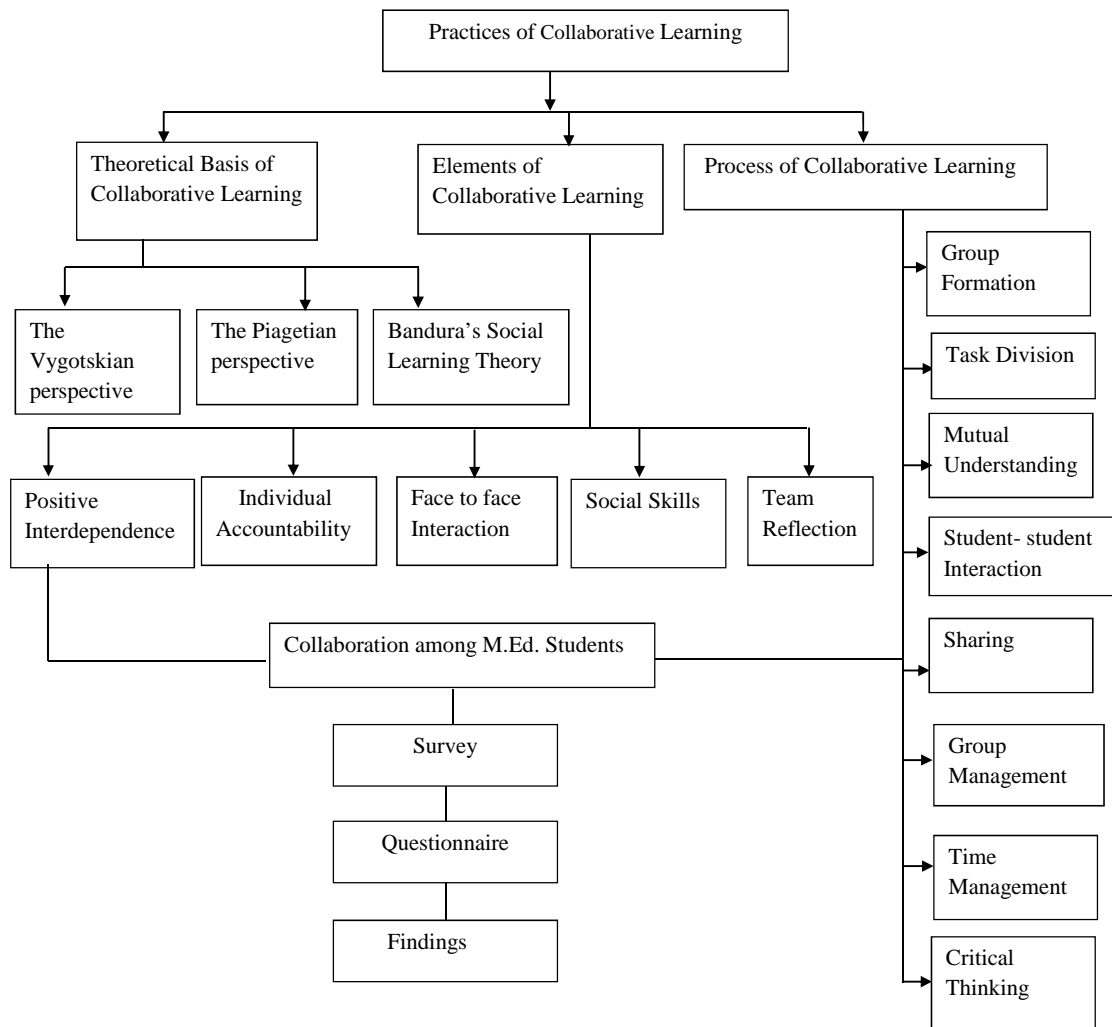 Practices of Collaborative Learning
Theoretical Basis of
Collaborative Learning
Elements of
Collaborative Learning
Process of Collaborative Learning
The
Vygotskian
perspective
The Piagetian
perspective
Bandura’s Social
Learning Theory
Positive
Interdependence
Individual
Accountability
Face to face
Interaction
Social Skills
Team
Reflection
Group
Formation
Task Division
Mutual
Understanding
Student- student
Interaction
Sharing
Group
Management
Time
Management
Critical
Thinking
Collaboration among M.Ed. Students
Survey
Questionnaire
Findings